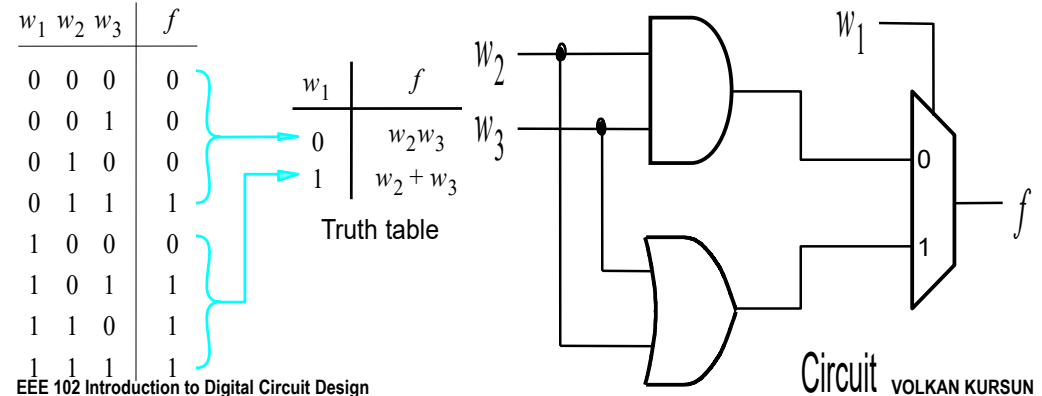 w1 w2 w3 f
0 0 0 0
0 0 1 0
0 1 0 0
0 1 1 1
1 0 0 0
1 0 1 1
1 1 0 1
1 1 1 1
w1 f
0 w2w3
1 w2 + w3
Truth table
w2
w3
w1
0
1
f
Circuit
EEE 102 Introduction to Digital Circuit Design
VOLKAN KURSUN